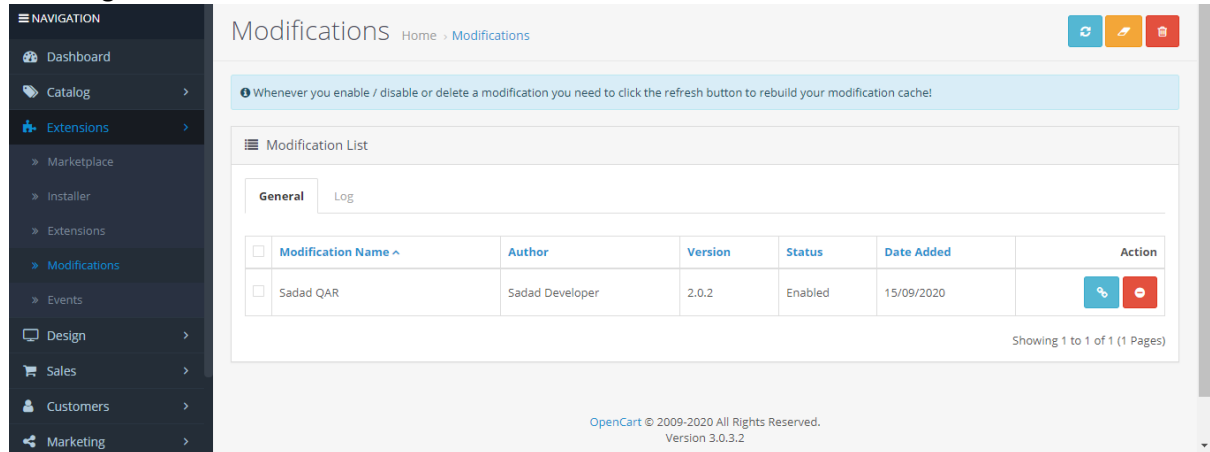 NAVIGATION
Dashboard
Catalog
Extensions
» Marketplace
» Installer
» Extensions
» Modifications
» Events
Design
Sales
Customers
Marketing
Modifications Home › Modifications
Whenever you enable / disable or delete a modification you need to click the refresh button to rebuild your modification cache!
Modification List
General Log
Modification Name Author Version Status Date Added Action
Sadad QAR Sadad Developer 2.0.2 Enabled 15/09/2020
Showing 1 to 1 of 1 (1 Pages)
OpenCart © 2009-2020 All Rights Reserved.
Version 3.0.3.2